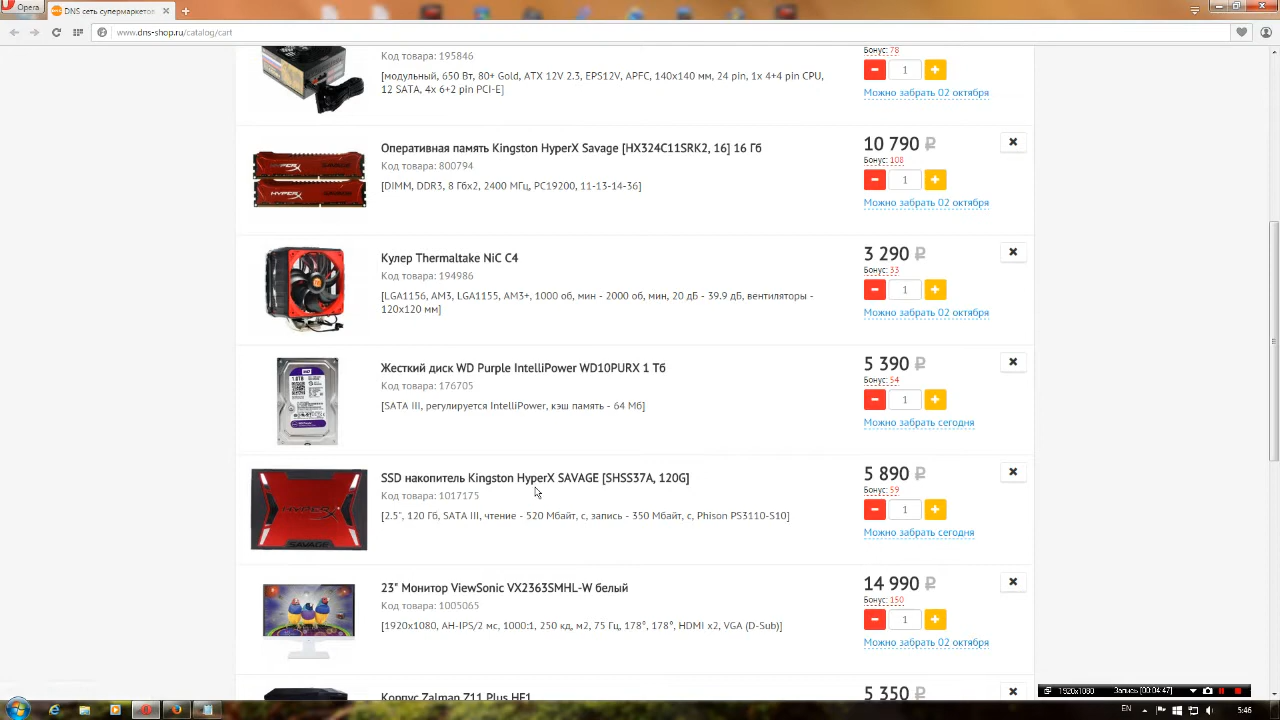 Opera
DNS сеть супермаркетов
www.dns-shop.ru/catalog/cart
Код товара: 195846
[модульный, 650 Вт, 80+ Gold, ATX 12V 2.3, EPS12V, APFC, 140x140 мм, 24 pin, 1x 4+4 pin CPU,
12 SATA, 4x 6+2 pin PCI-E]
Бонус: 78
1
Можно забрать 02 октября
Оперативная память Kingston HyperX Savage [HX324C11SRK2, 16] 16 Гб
Код товара: 800794
[DIMM, DDR3, 8 Гбx2, 2400 МГц, 19200, 11-13-14-36]
10 790 ₽
Бонус: 108
1
Можно забрать 02 октября
Кулер Thermaltake NiC C4
Код товара: 194986
[LGA1156, AM3, LGA1155, AM3+, 1000 об, мин - 2000 об, мин, 20 дБ - 39.9 дБ, вентиляторы -
120x120 мм]
3 290 ₽
Бонус: 33
1
Можно забрать 02 октября
Жесткий диск WD Purple IntelliPower WD10PURX 1 Тб
Код товара: 176705
[SATA III, регулируемая IntelliPower, кэш память - 64 Мб]
5 390 ₽
Бонус: 54
1
Можно забрать сегодня
SSD накопитель Kingston HyperX SAVAGE [SHSS37A, 120G]
Код товара: 1017175
[2.5", 120 Гб, SATA III, чтение - 520 Мбайт, с, запись - 350 Мбайт, с, Phison PS3110-S10]
HYPERX
SAVAGE
5 890 ₽
Бонус: 59
1
Можно забрать сегодня
23" Монитор ViewSonic VX2363SMHL-W белый
Код товара: 1005065
[1920x1080, AH-IPS/2 мс, 1000:1, 250 кд, м2, 75 Гц, 178°, 178°, HDMI x2, VGA (D-Sub)]
14 990 ₽
Бонус: 150
1
Можно забрать 02 октября
Корпус Zalman Z11 Plus HF1
5 350 ₽
1920x1080
Запись [00:04:47]
EN
5:46